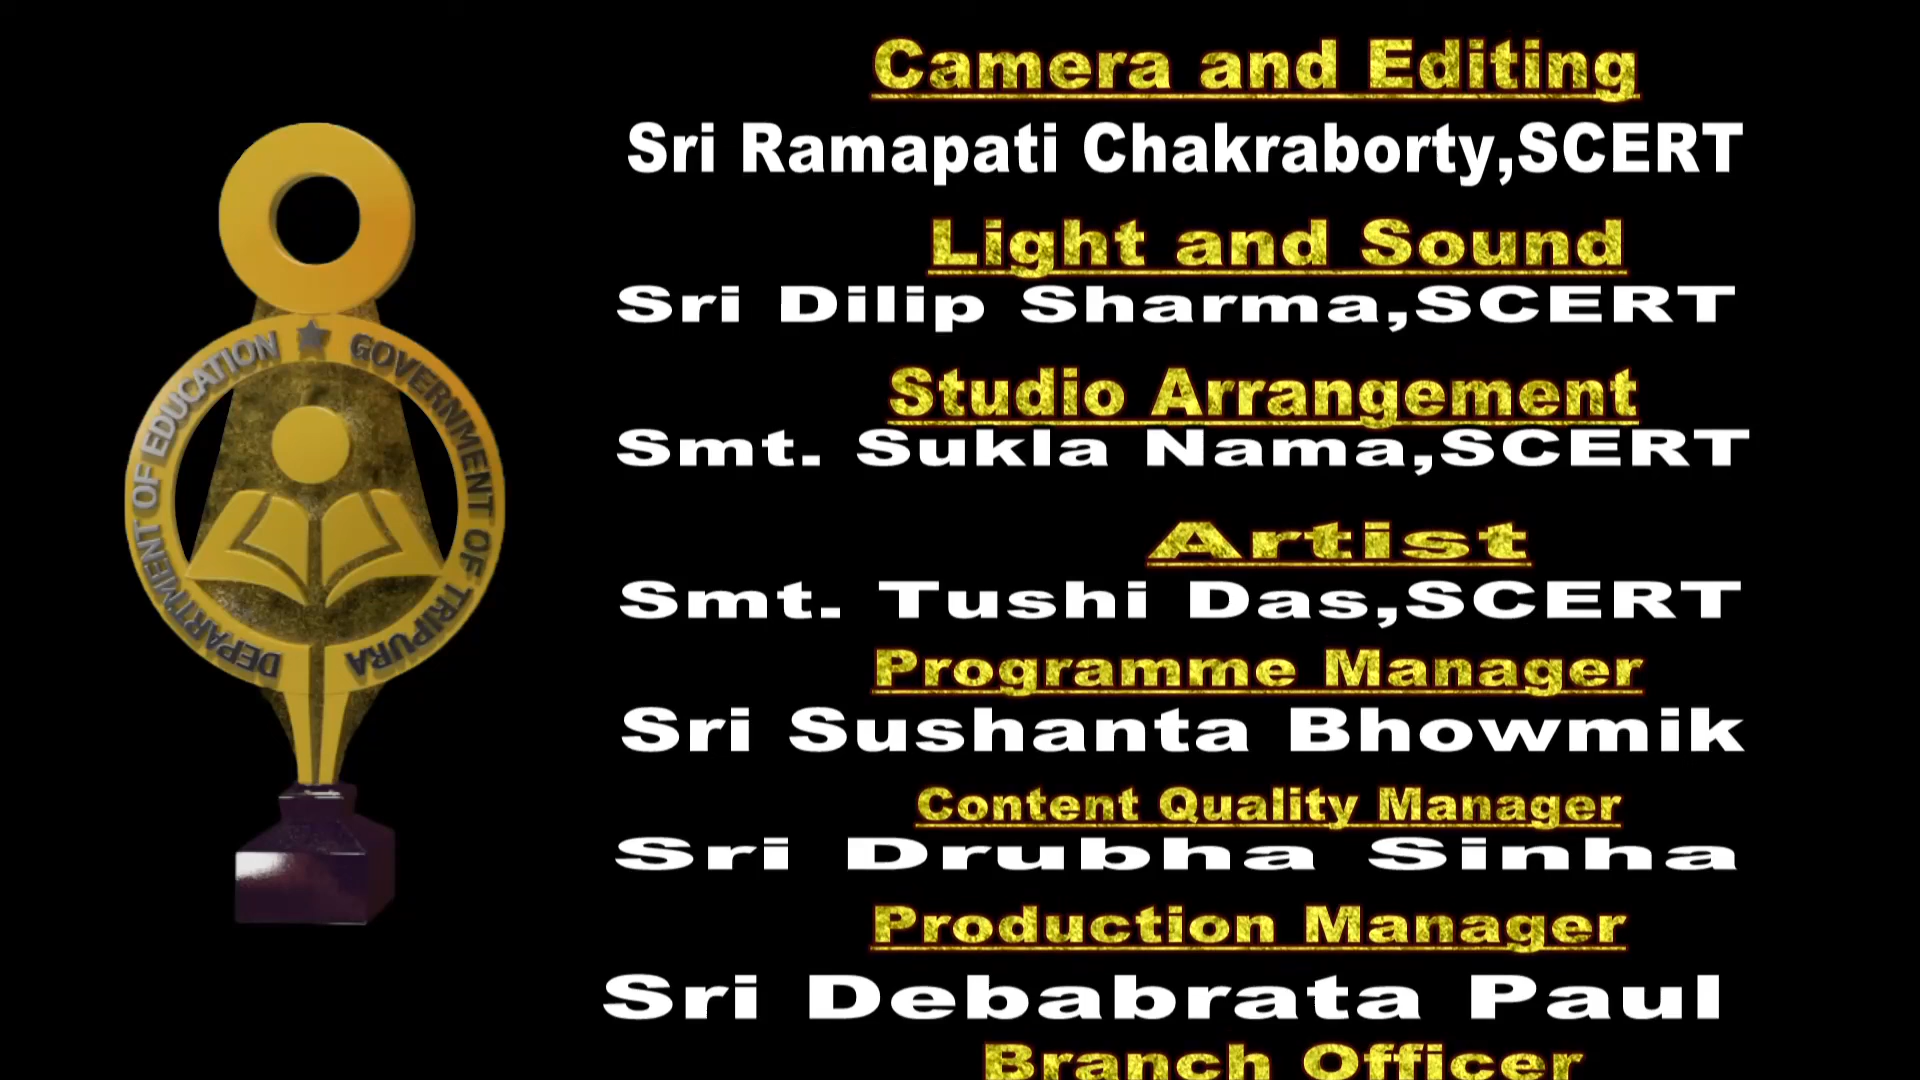 Camera and Editing
Sri Ramapati Chakraborty,SCERT
Light and Sound
Sri Dilip Sharma,SCERT
Studio Arrangement
Smt. Sukla Nama,SCERT
Artist
Smt. Tushi Das,SCERT
Programme Manager
Sri Sushanta Bhowmik
Content Quality Manager
Sri Drubha Sinha
Production Manager
Sri Debabrata Paul
Branch Officer
DEPARTMENT OF EDUCATION ★ GOVERNMENT OF TRIPURA